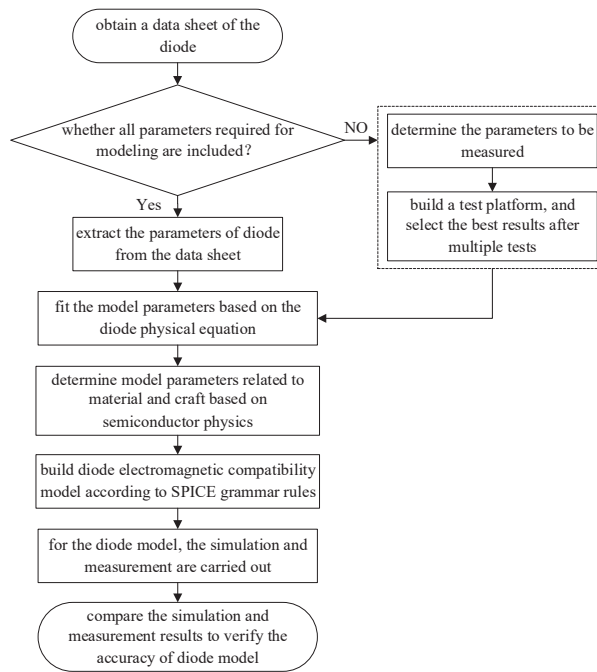 obtain a data sheet of the
diode
whether all parameters required for
modeling are included?
NO
determine the parameters to be
measured
build a test platform, and
select the best results after
multiple tests
Yes
extract the parameters of diode
from the data sheet
fit the model parameters based on the
diode physical equation
determine model parameters related to
material and craft based on
semiconductor physics
build diode electromagnetic compatibility
model according to SPICE grammar rules
for the diode model, the simulation and
measurement are carried out
compare the simulation and
measurement results to verify the
accuracy of diode model